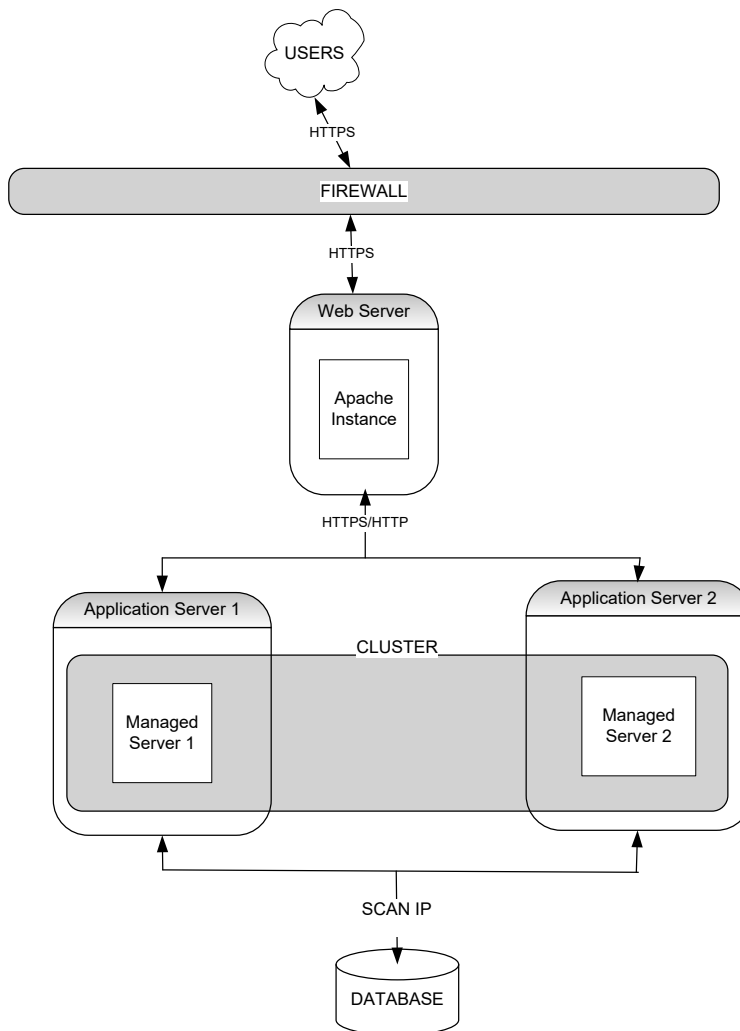 USERS
HTTPS
FIREWALL
HTTPS
Web Server
Apache
Instance
HTTPS/HTTP
Application Server 1
Application Server 2
CLUSTER
Managed
Server 1
Managed
Server 2
SCAN IP
DATABASE